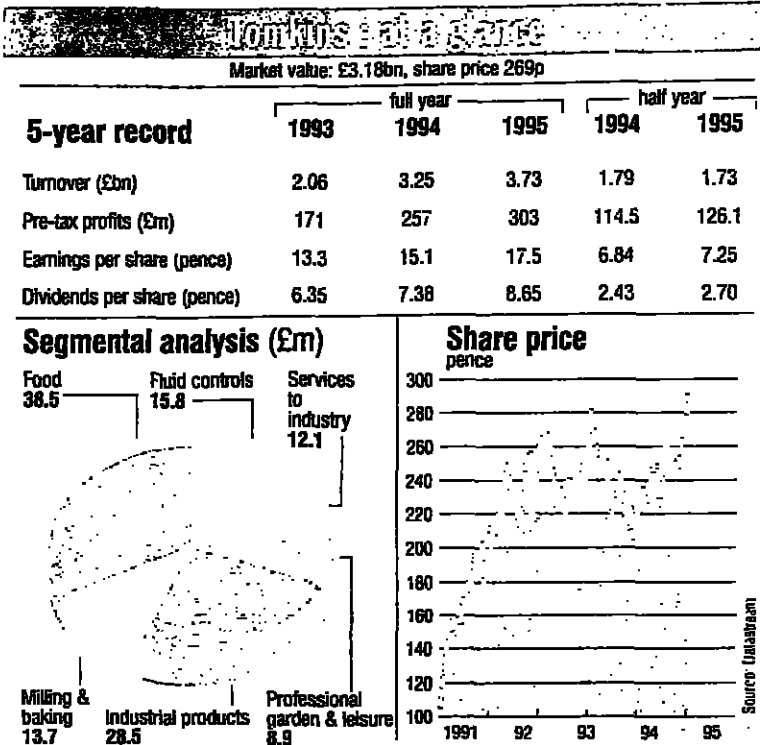 Tomkins : at a glance
Market value: £3.18bn, share price 269p
full year half year
5-year record 1993 1994 1995 1994 1995
Turnover (£bn) 2.06 3.25 3.73 1.79 1.73
Pre-tax profits (£m) 171 257 303 114.5 126.1
Earnings per share (pence) 13.3 15.1 17.5 6.84 7.25
Dividends per share (pence) 6.35 7.38 8.65 2.43 2.70
Segmental analysis (£m)
Food
38.5
Fluid controls
15.8
Services
to
industry
12.1
Milling &
baking
13.7
Industrial products
28.5
Professional
garden & leisure
8.9
Share price
pence
300
280
260
240
220
200
180
160
140
120
100
1991 92 93 94 95
Source: Datastream